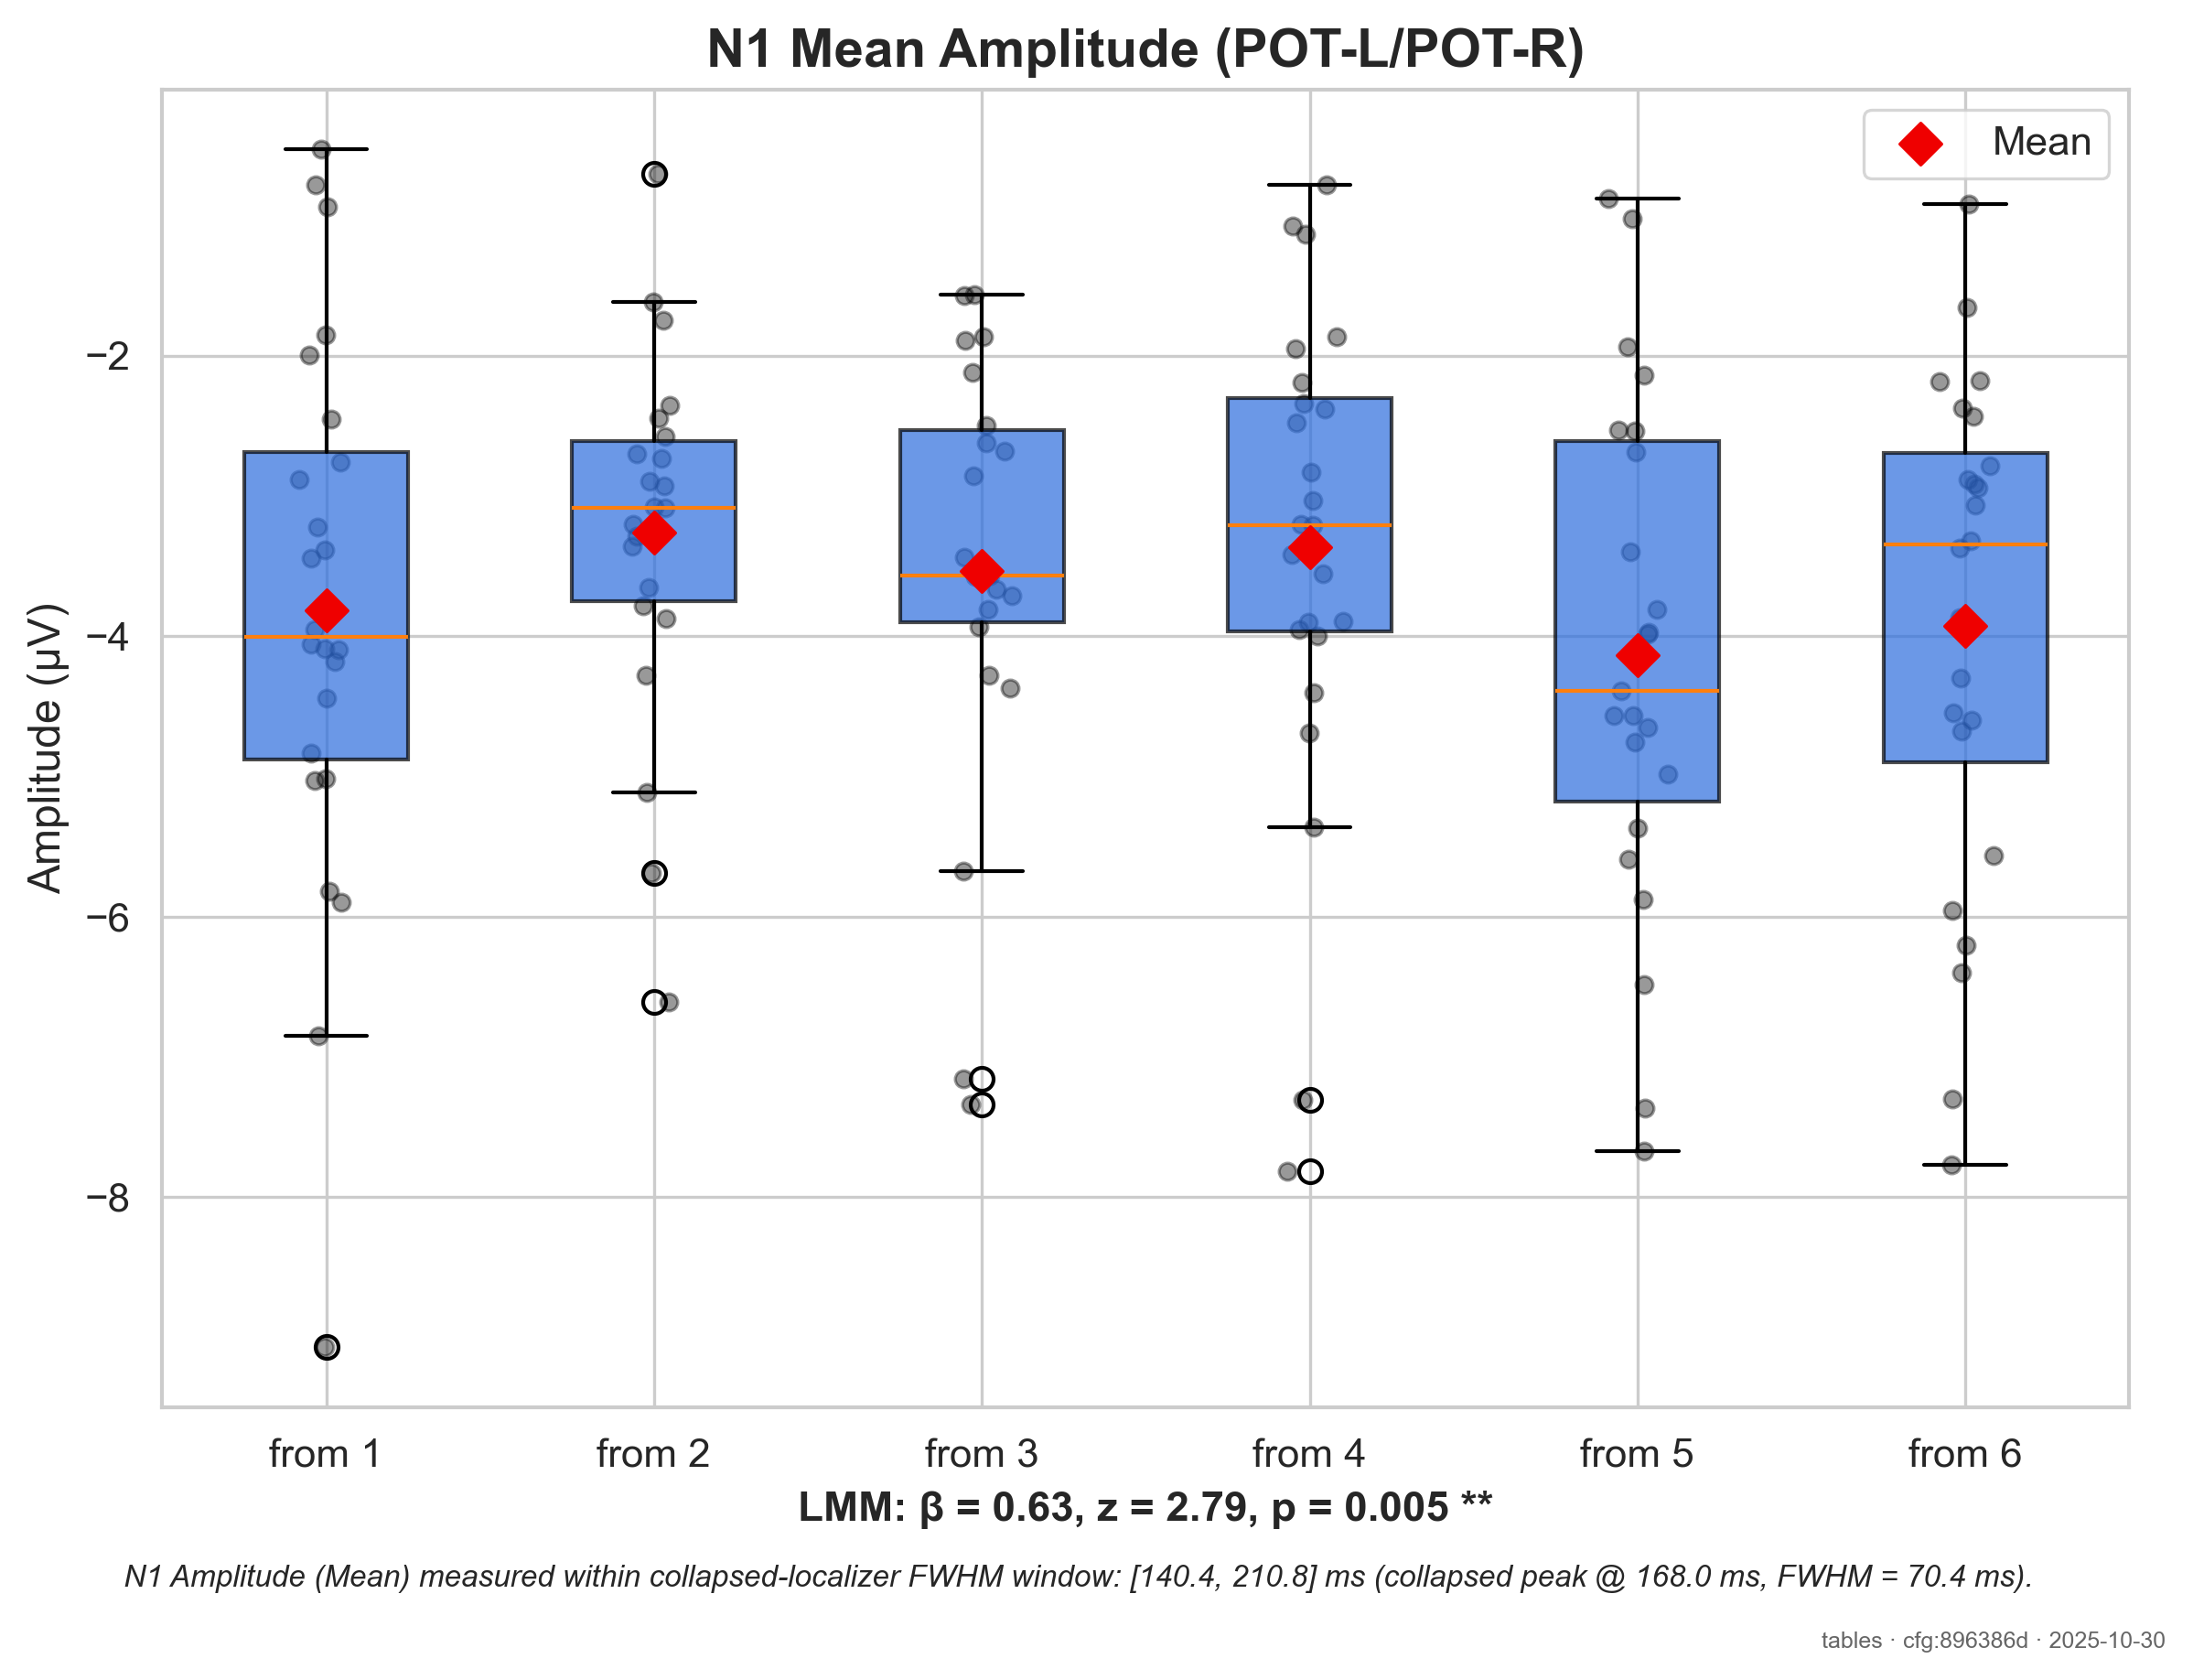 N1 Mean Amplitude (POT-L/POT-R)
Mean
Amplitude (µV)
−2
−4
−6
−8
from 1
from 2
from 3
from 4
from 5
from 6
LMM: β = 0.63, z = 2.79, p = 0.005 **
N1 Amplitude (Mean) measured within collapsed-localizer FWHM window: [140.4, 210.8] ms (collapsed peak @ 168.0 ms, FWHM = 70.4 ms).
tables · cfg:896386d · 2025-10-30